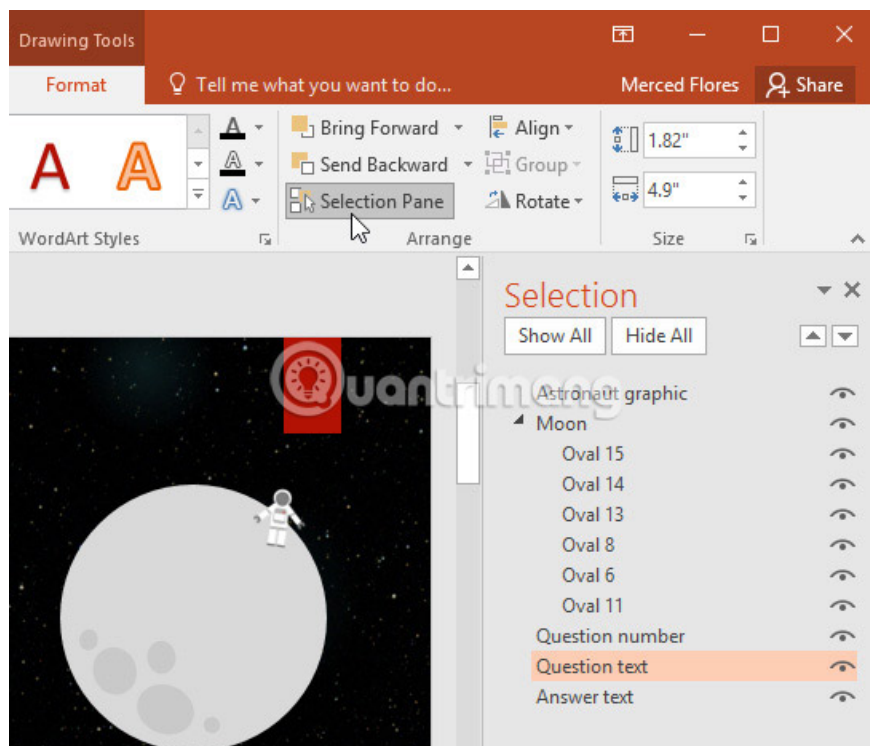 Drawing Tools
Format
Tell me what you want to do...
Merced Flores
Share
A A
A
A
A
Bring Forward
Send Backward
Selection Pane
Align
Group
Rotate
1.82"
4.9"
WordArt Styles
Arrange
Size
Selection
Show All
Hide All
Quantrimang
Astronaut graphic
Moon
Oval 15
Oval 14
Oval 13
Oval 8
Oval 6
Oval 11
Question number
Question text
Answer text